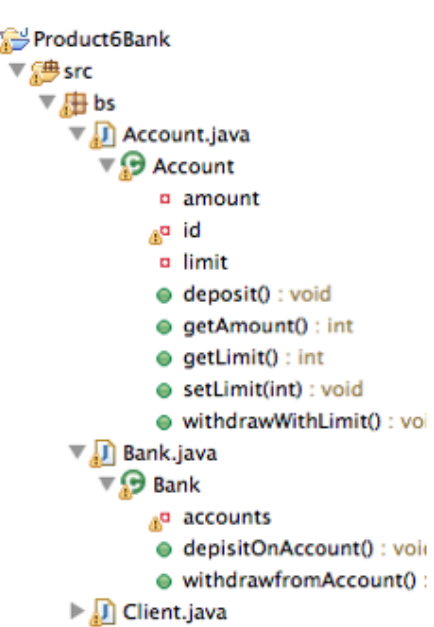 Product6Bank
src
bs
Account.java
Account
amount
id
limit
deposit() : void
getAmount() : int
getLimit() : int
setLimit(int) : void
withdrawWithLimit() : voi
Bank.java
Bank
accounts
depisitOnAccount() : voi
withdrawfromAccount() :
Client.java